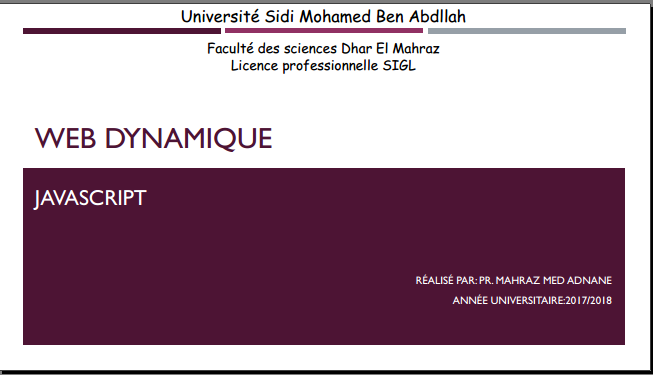 Université Sidi Mohamed Ben Abdllah
Faculté des sciences Dhar El Mahraz
Licence professionnelle SIGL
WEB DYNAMIQUE
JAVASCRIPT
RÉALISÉ PAR: PR. MAHRAZ MED ADNANE
ANNÉE UNIVERSITAIRE:2017/2018